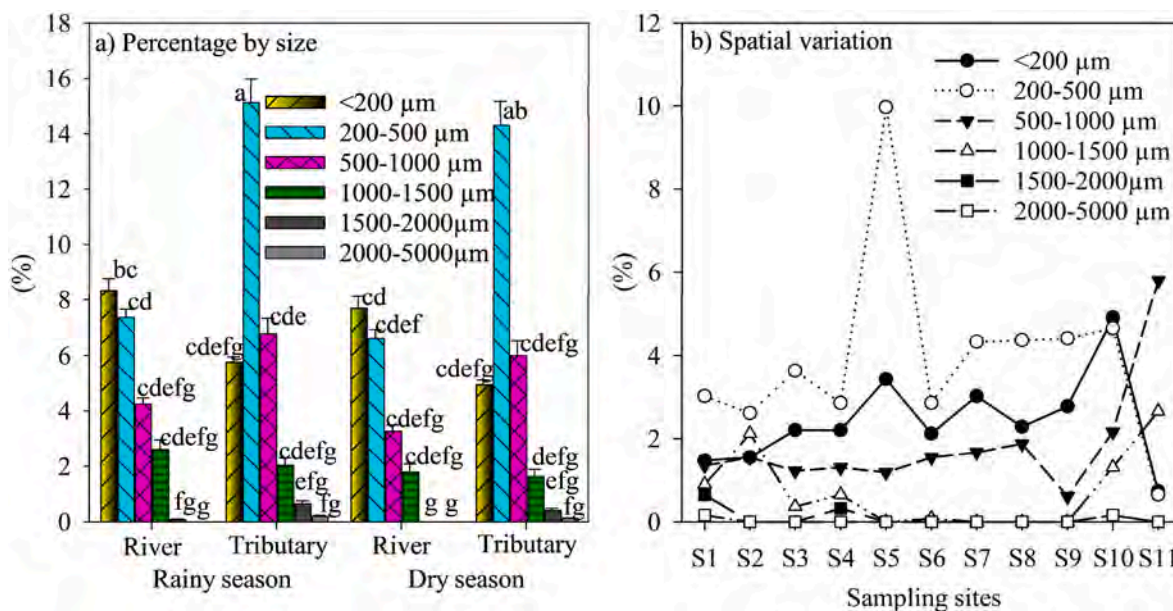 a) Percentage by size
<200 µm
200-500 µm
500-1000 µm
1000-1500 µm
1500-2000µm
2000-5000µm
(%)
18
16
14
12
10
8
6
4
2
0
bc
cd
cdefg
cdefg
fg
g
cdefg
a
cde
cdefg
efg
fg
cd
cdef
cdefg
cdefg
g
g
cdefg
ab
cdefg
defg
efg
fg
River
Tributary
River
Tributary
Rainy season
Dry season
b) Spatial variation
<200 µm
200-500 µm
500-1000 µm
1000-1500 µm
1500-2000µm
2000-5000 µm
(%)
12
10
8
6
4
2
0
S1 S2 S3 S4 S5 S6 S7 S8 S9 S10 S11
Sampling sites